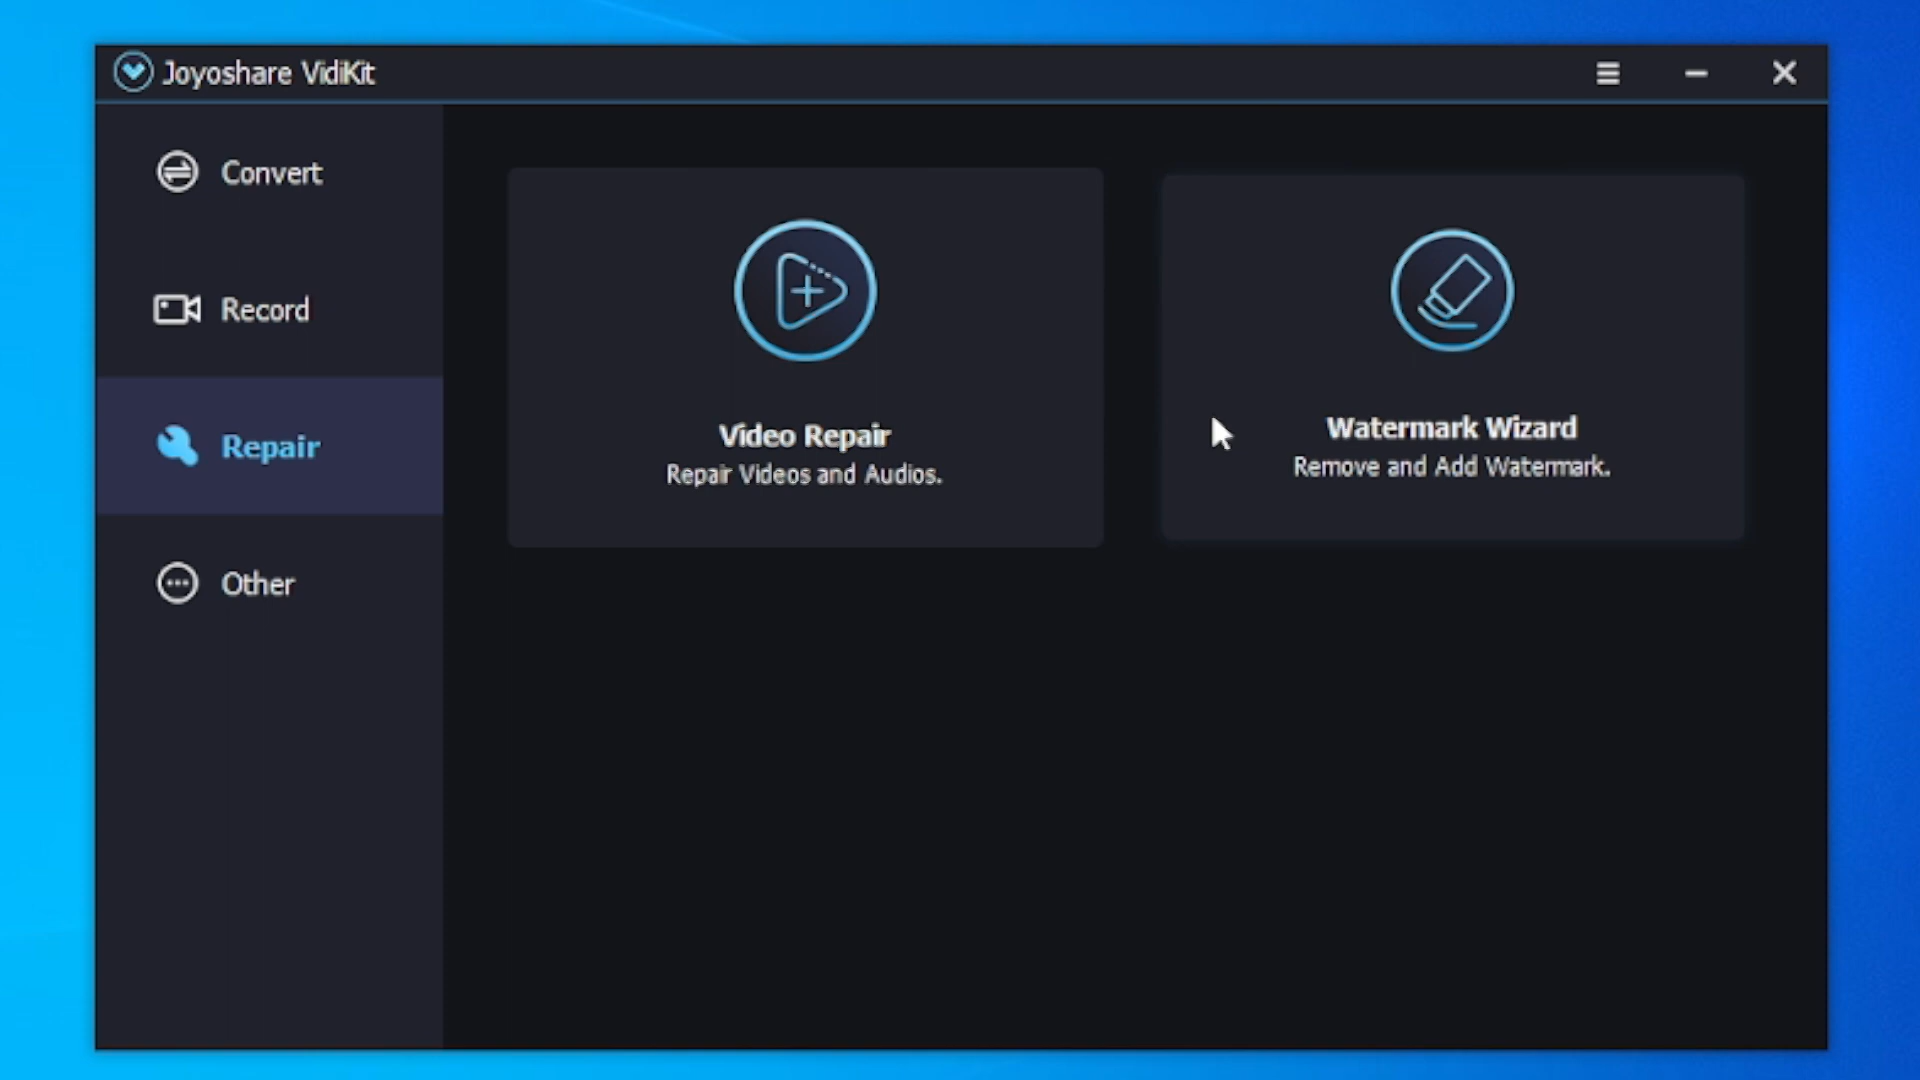 Joyoshare VidiKit
Convert
Record
Repair
Other
Video Repair
Repair Videos and Audios.
Watermark Wizard
Remove and Add Watermark.